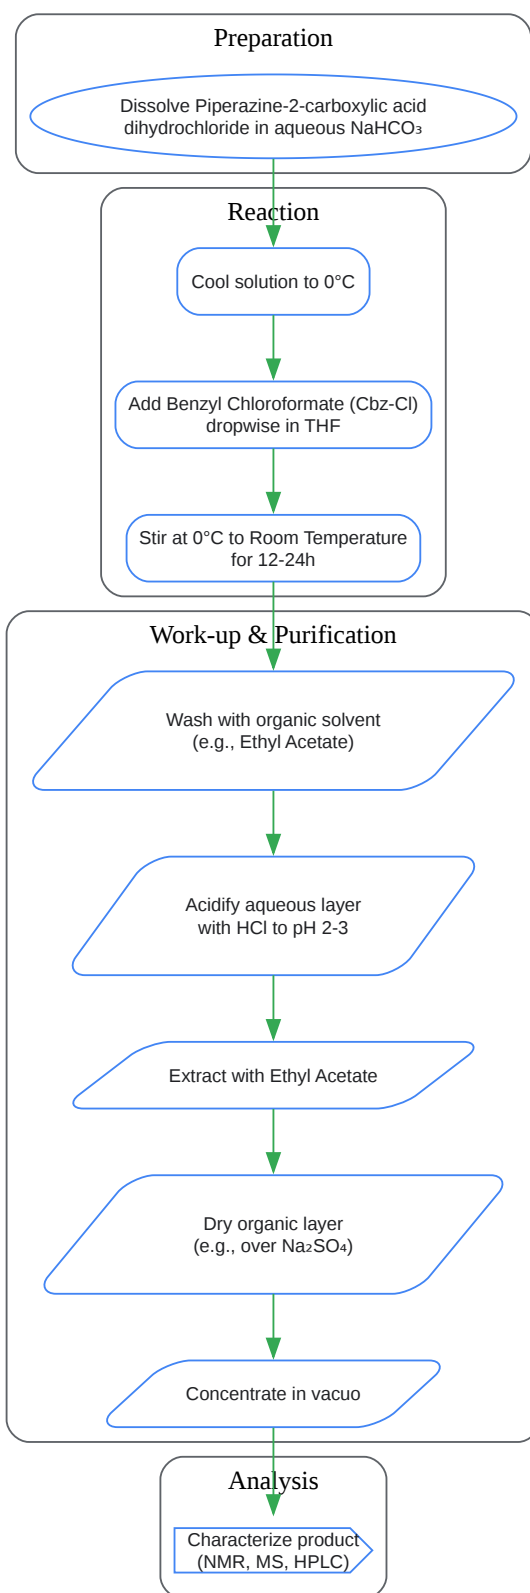 Preparation
Dissolve Piperazine-2-carboxylic acid
dihydrochloride in aqueous NaHCO₃
Reaction
Cool solution to 0°C
Add Benzyl Chloroformate (Cbz-Cl)
dropwise in THF
Stir at 0°C to Room Temperature
for 12-24h
Work-up & Purification
Wash with organic solvent
(e.g., Ethyl Acetate)
Acidify aqueous layer
with HCl to pH 2-3
Extract with Ethyl Acetate
Dry organic layer
(e.g., over Na₂SO₄)
Concentrate in vacuo
Analysis
Characterize product
(NMR, MS, HPLC)